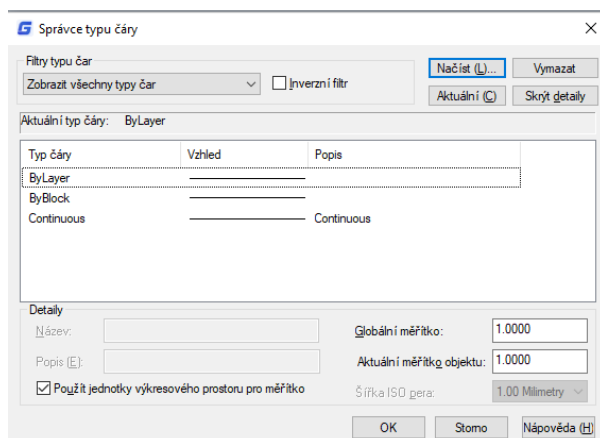 Správce typu čáry
Filtry typu čar
Zobrazit všechny typy čar
Inverzní filtr
Načíst (L)...
Vymazat
Aktuální (C)
Skrýt detaily
Aktuální typ čáry: ByLayer
Typ čáry Vzhled Popis
ByLayer
ByBlock
Continuous Continuous
Detaily
Název:
Globální měřítko: 1.0000
Popis (E):
Aktuální měřítko objektu: 1.0000
Použít jednotky výkresového prostoru pro měřítko
Šířka ISO pera: 1.00 Milimetry
OK Storno Nápověda (H)